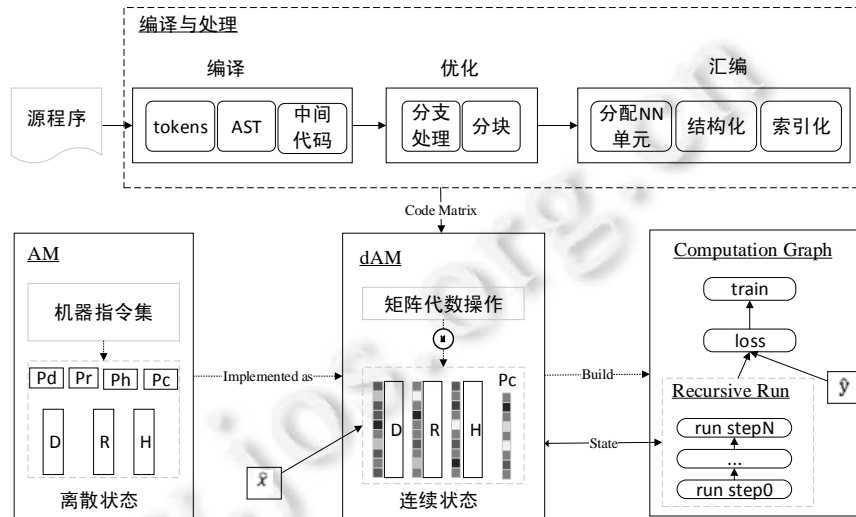 编译与处理
编译
优化
汇编
源程序
tokens
AST
中间
代码
分支
处理
分块
分配NN
单元
结构化
索引化
Code Matrix
AM
机器指令集
Pd
Pr
Ph
Pc
D
R
H
离散状态
Implemented as
dAM
矩阵代数操作
Pc
D
R
H
x̂
连续状态
Build
State
Computation Graph
train
loss
ŷ
Recursive Run
run stepN
...
run step0